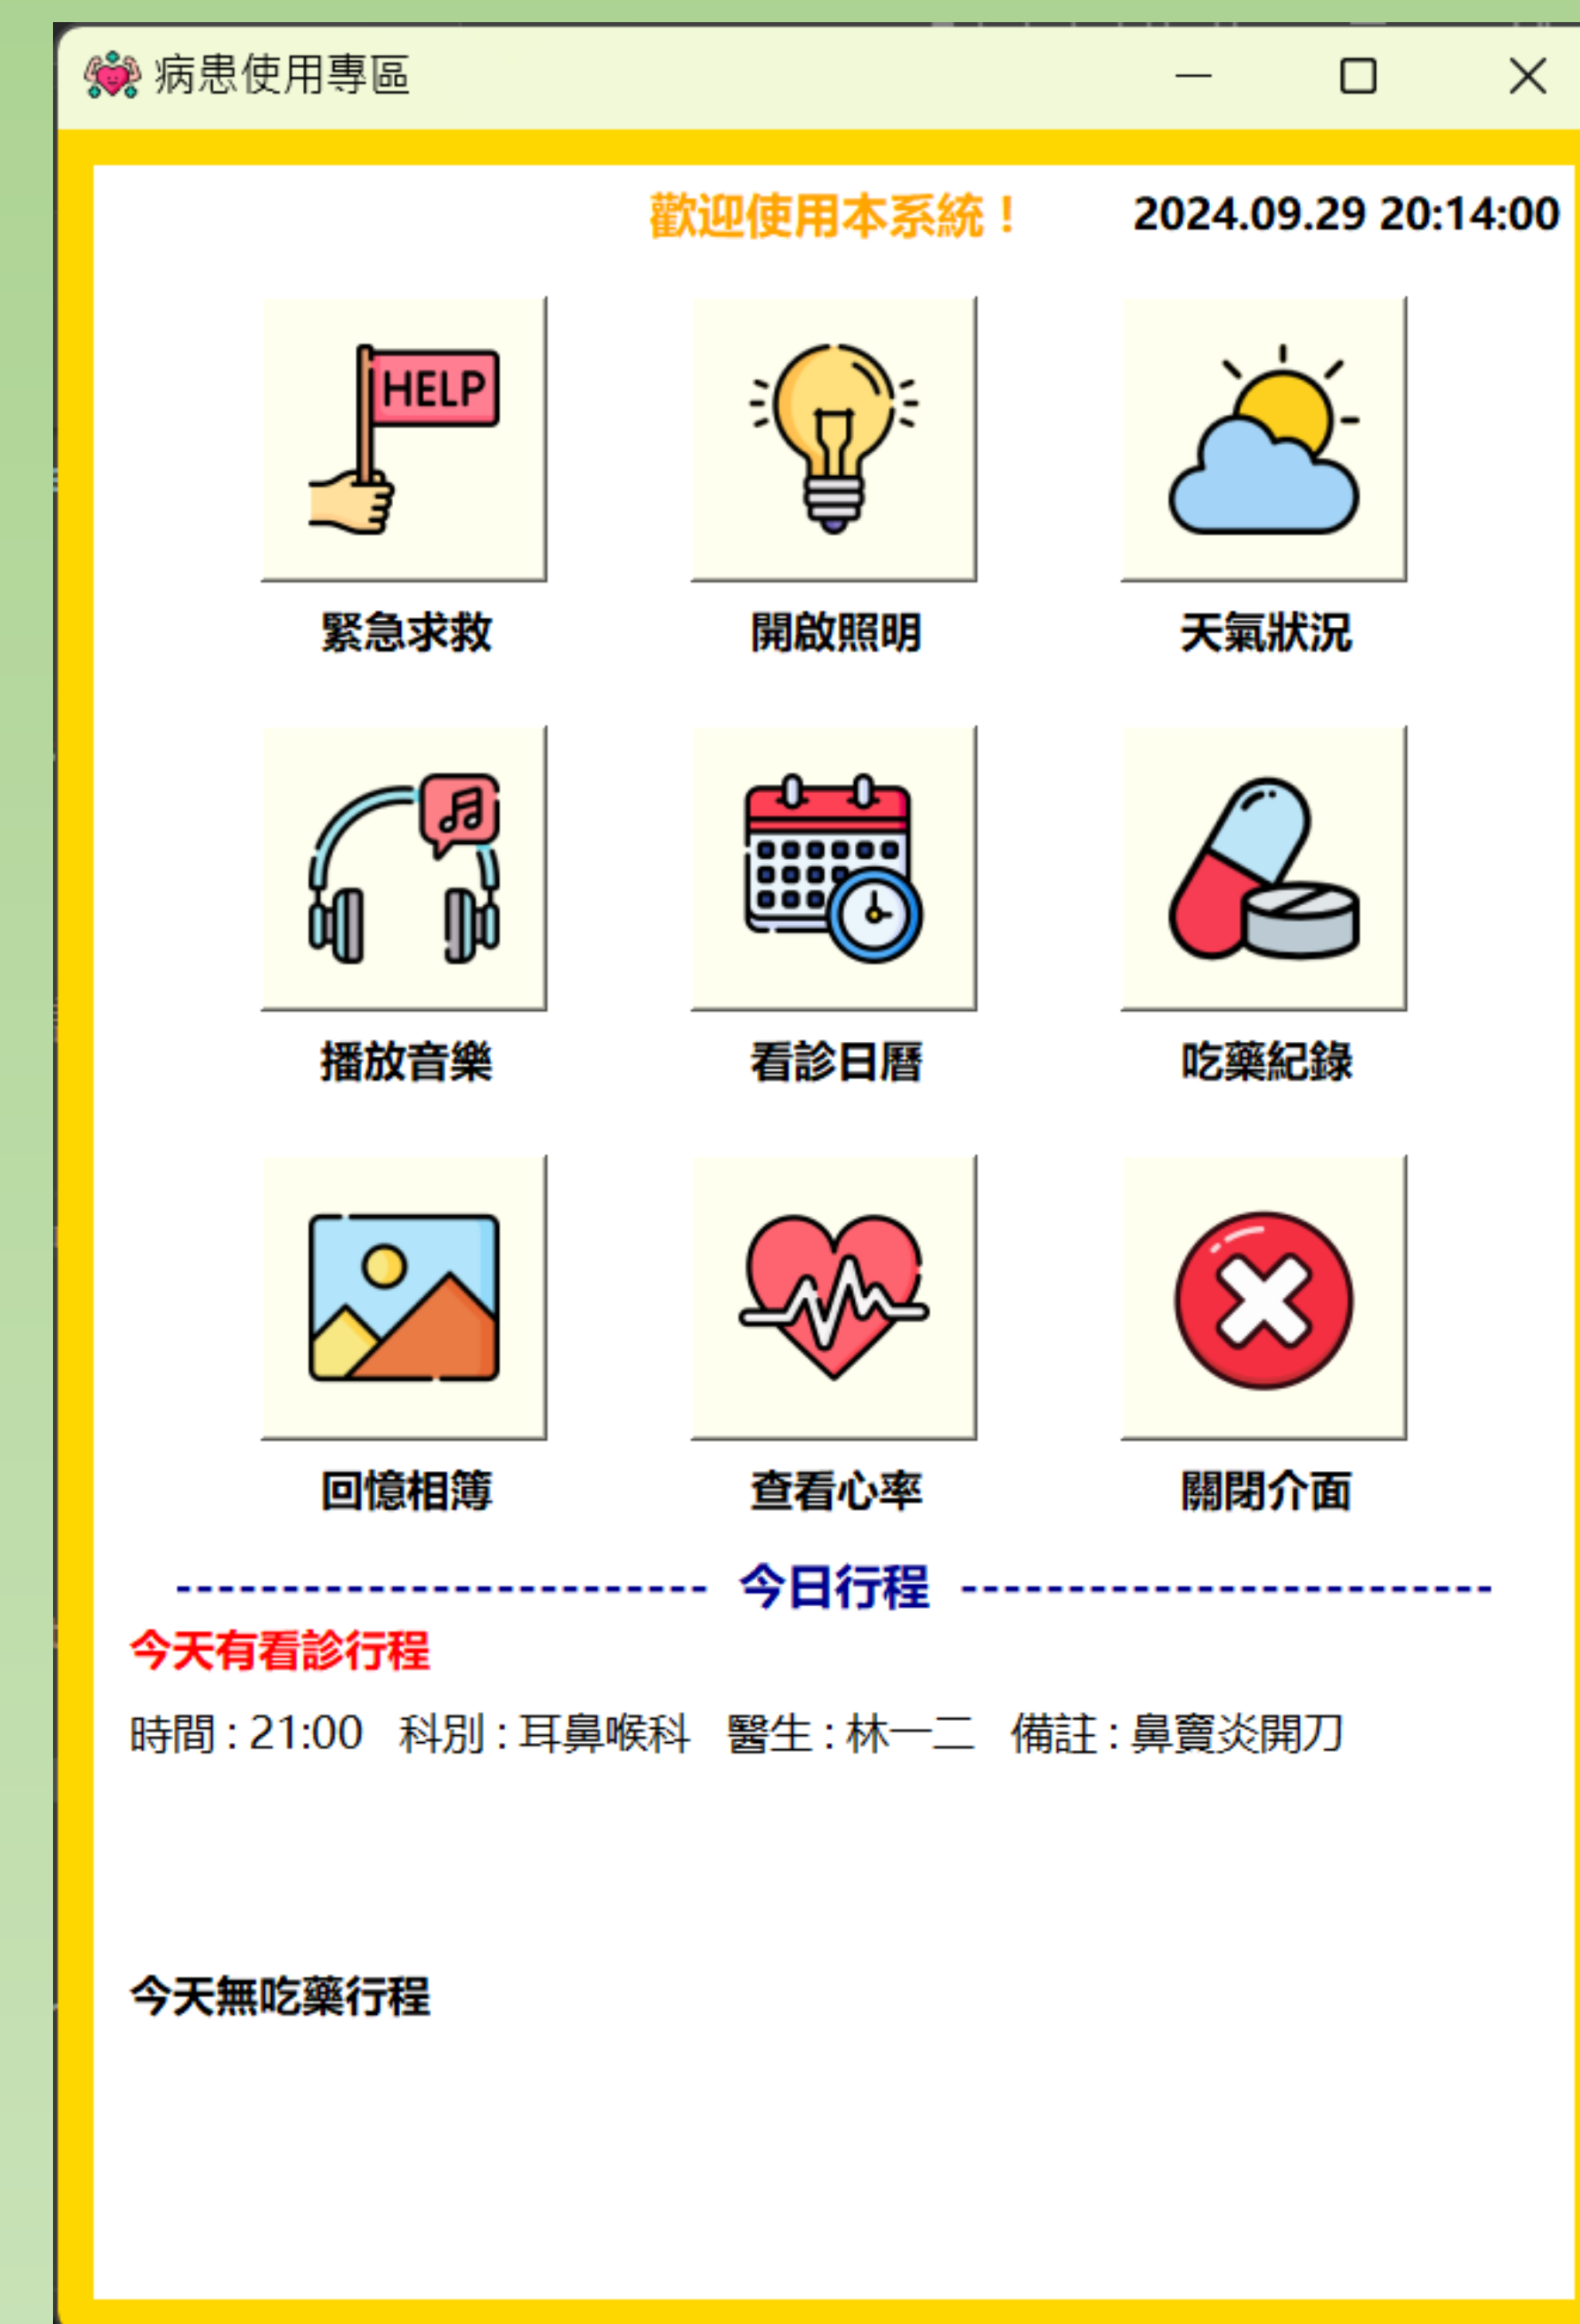 病患使用專區
歡迎使用本系統！ 2024.09.29 20:14:00
HELP
緊急求救 開啟照明 天氣狀況
播放音樂 看診日曆 吃藥紀錄
回憶相簿 查看心率 關閉介面
------------------------- 今日行程 -------------------------
今天有看診行程
時間 : 21:00 科別 : 耳鼻喉科 醫生 : 林一二 備註 : 鼻竇炎開刀
今天無吃藥行程